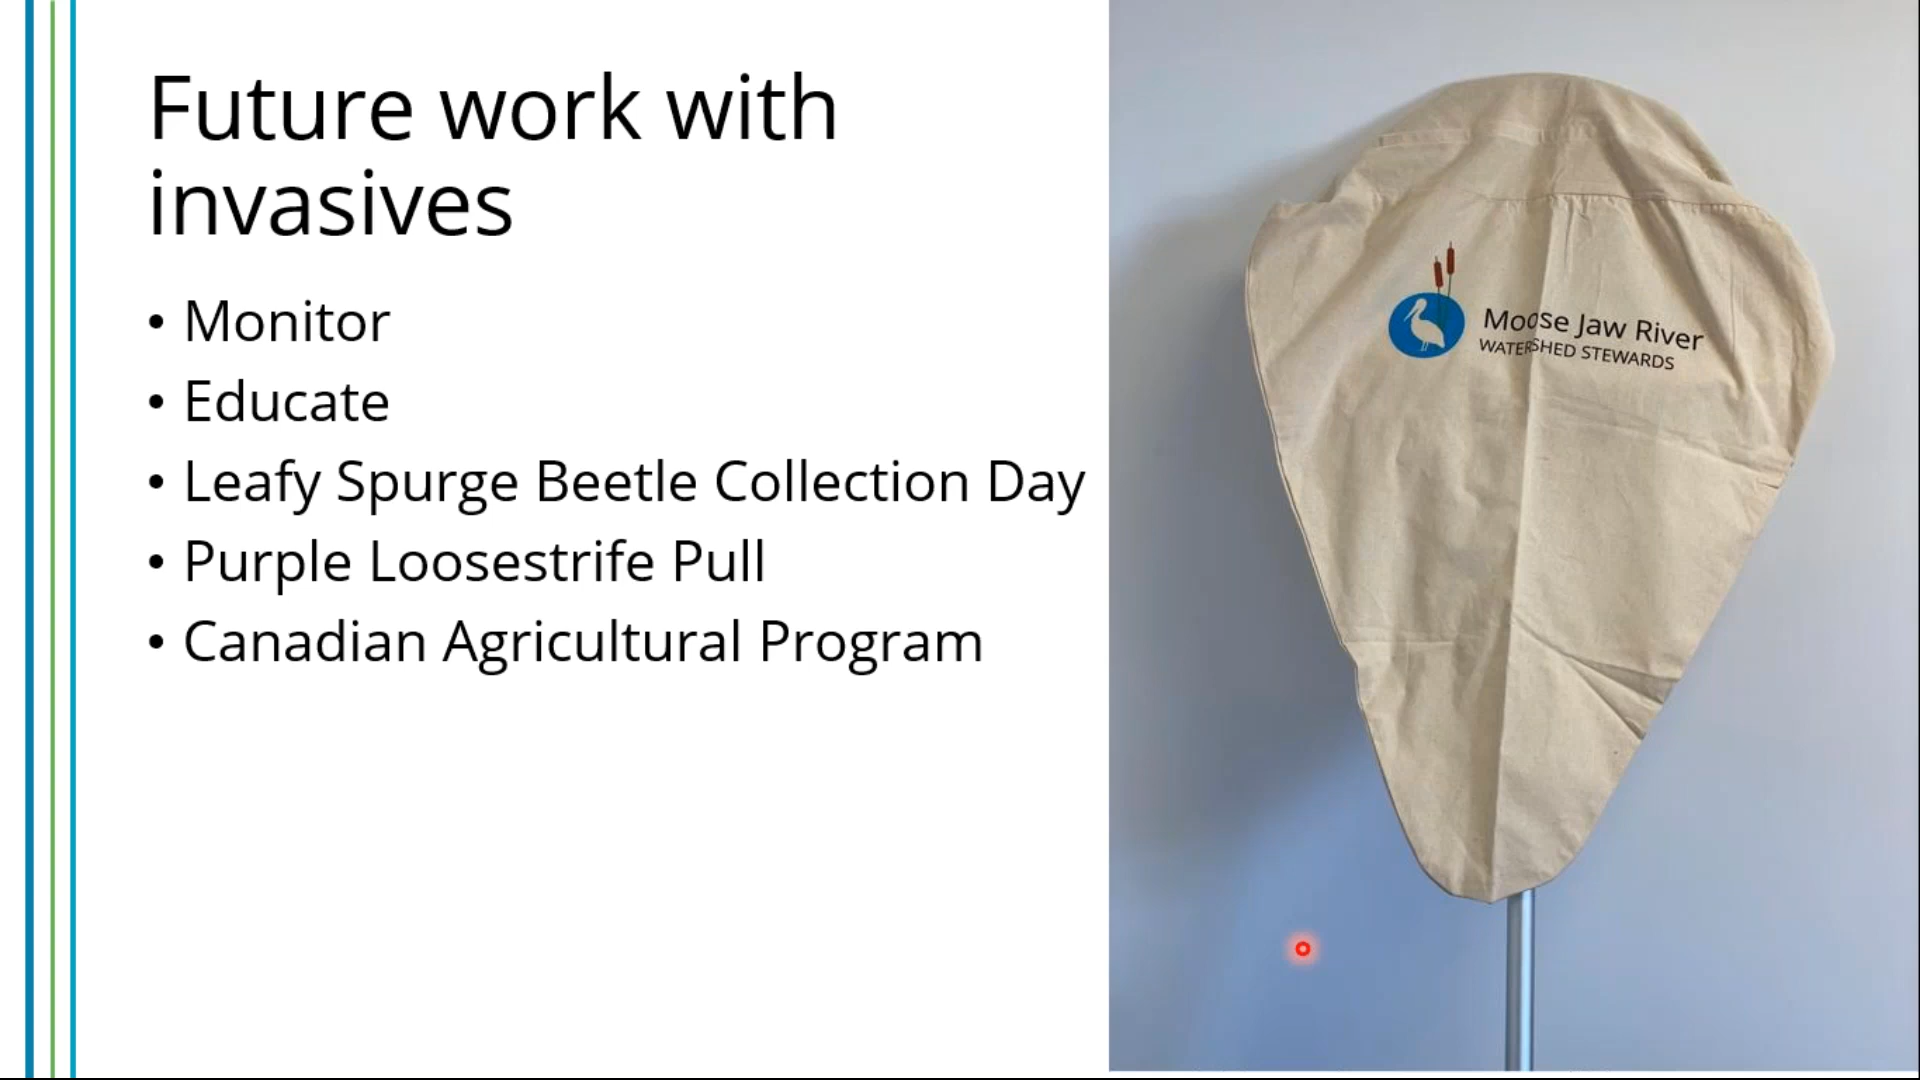 Future work with
invasives
• Monitor
• Educate
• Leafy Spurge Beetle Collection Day
• Purple Loosestrife Pull
• Canadian Agricultural Program
Moose Jaw River
WATERSHED STEWARDS